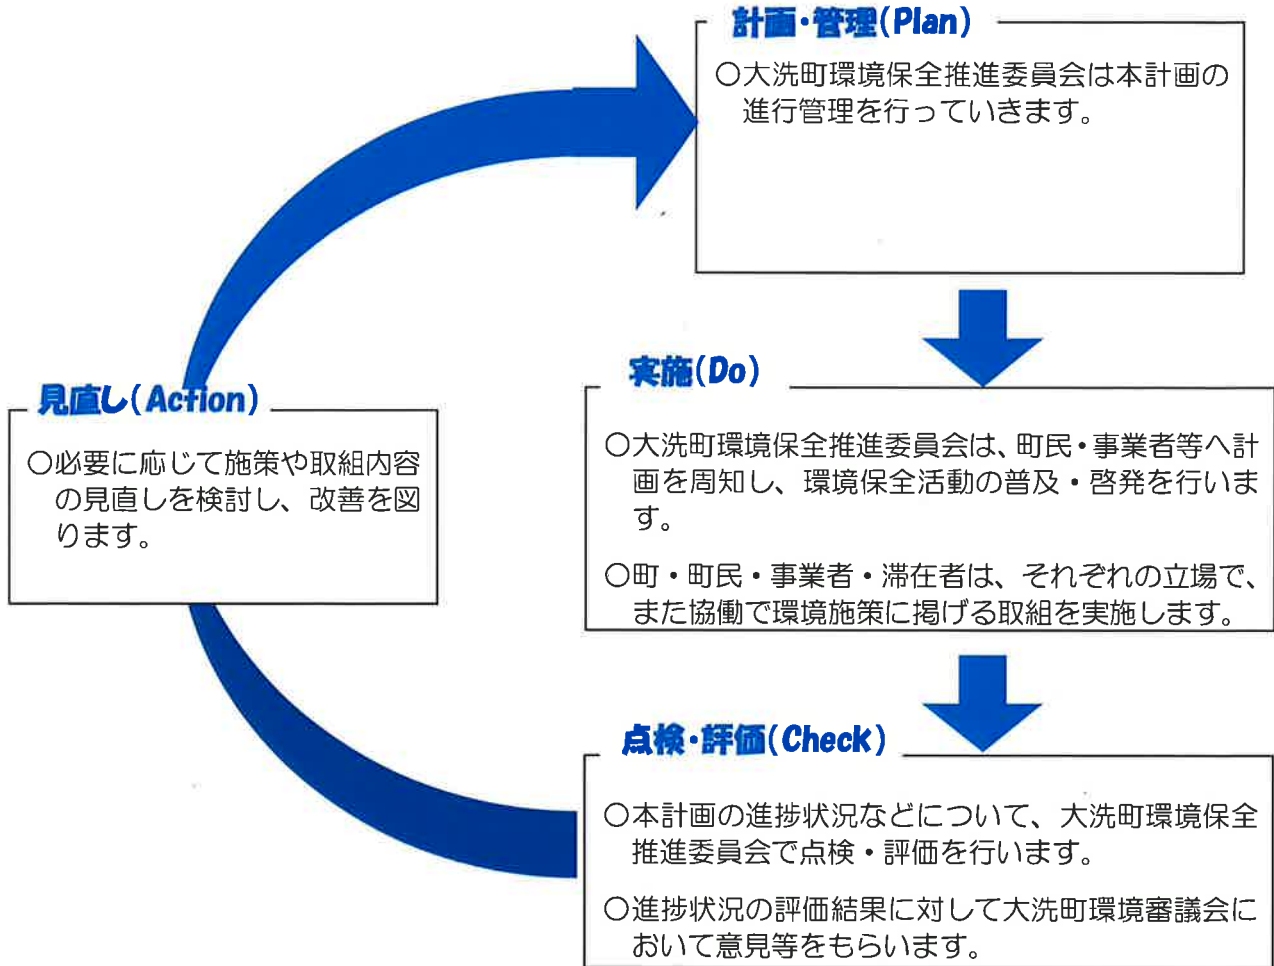 計画・管理(Plan)
○大洗町環境保全推進委員会は本計画の
進行管理を行っていきます。
実施(Do)
○大洗町環境保全推進委員会は、町民・事業者等へ計
画を周知し、環境保全活動の普及・啓発を行いま
す。
○町・町民・事業者・滞在者は、それぞれの立場で、
また協働で環境施策に掲げる取組を実施します。
点検・評価(Check)
○本計画の進捗状況などについて、大洗町環境保全
推進委員会で点検・評価を行います。
○進捗状況の評価結果に対して大洗町環境審議会に
おいて意見等をもらいます。
見直し(Action)
○必要に応じて施策や取組内容
の見直しを検討し、改善を図
ります。